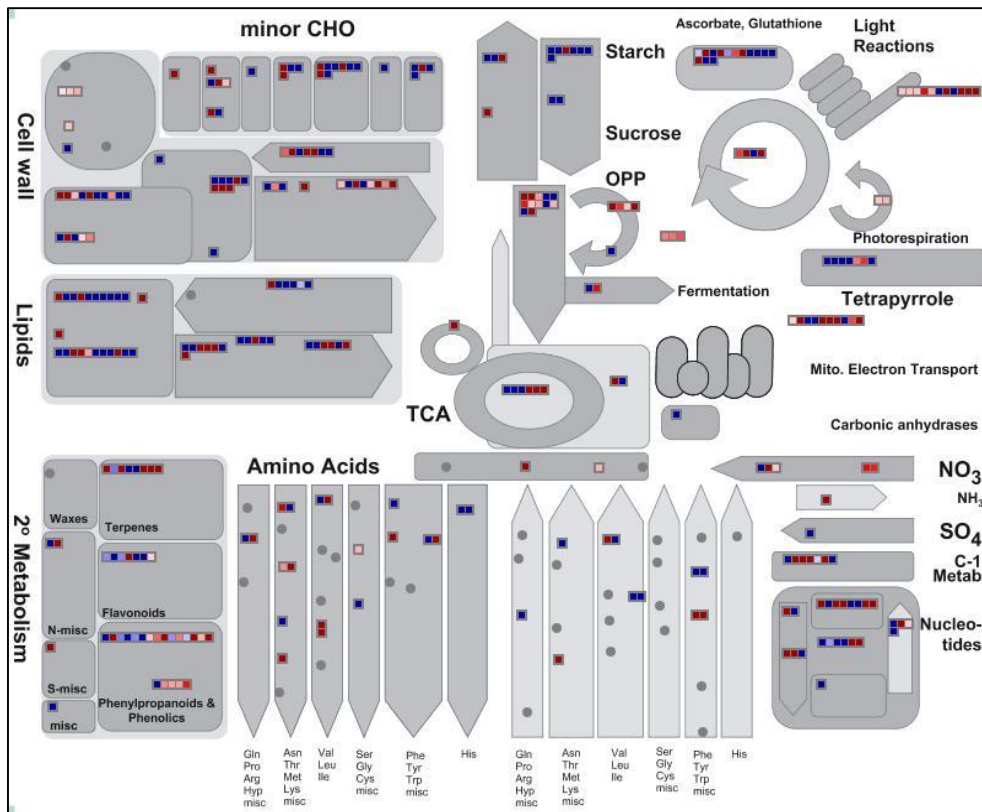 minor CHO
Cell wall
Lipids
2° Metabolism
Starch
Sucrose
OPP
Fermentation
TCA
Ascorbate, Glutathione
Light
Reactions
Photorespiration
Tetrapyrrole
Mito. Electron Transport
Carbonic anhydrases
Amino Acids
NO3
NH3
SO4
C-1
Metab
Nucleo-
tides
Waxes
Terpenes
Flavonoids
N-misc
S-misc
misc
Phenylpropanoids &
Phenolics
Gln
Pro
Arg
Hyp
misc
Asn
Thr
Met
Lys
misc
Val
Leu
Ile
Ser
Gly
Cys
misc
Phe
Tyr
Trp
misc
His
Gln
Pro
Arg
Hyp
misc
Asn
Thr
Met
Lys
misc
Val
Leu
Ile
Ser
Gly
Cys
misc
Phe
Tyr
Trp
misc
His